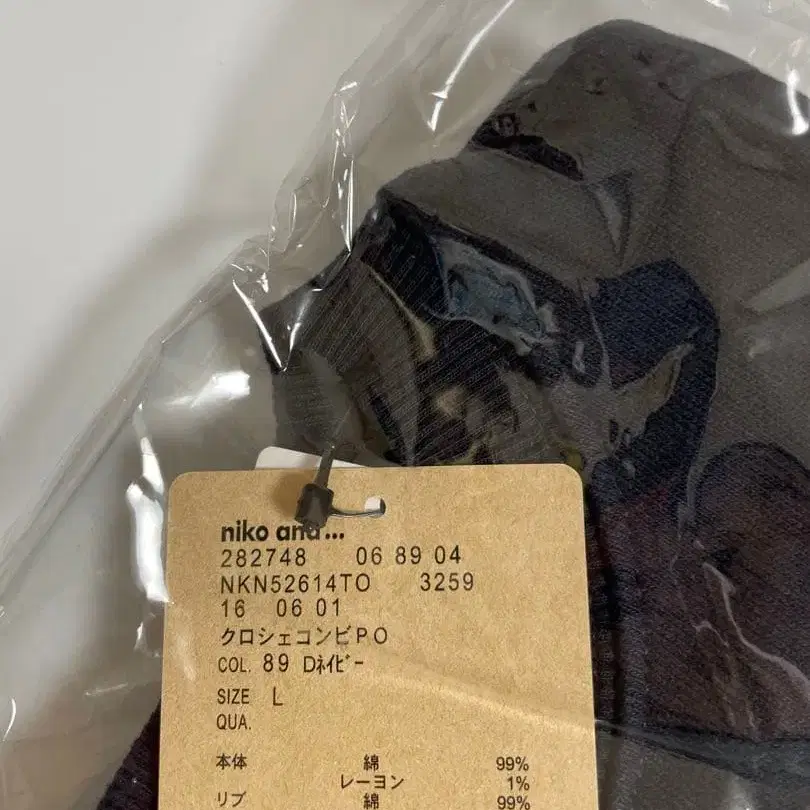 niko and...
282748 06 89 04
NKN52614TO 3259
16 06 01
クロシェコンビPO
COL. 89 Dﾈｲﾋﾞｰ
SIZE L
QUA.
本体 綿 99%
レーヨン 1%
リブ 綿 99%